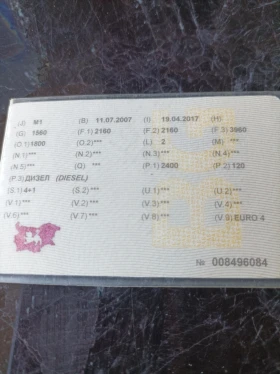 (J) M1 (B) 11.07.2007 (I) 19.04.2017 (H)
(G) 1560 (F.1) 2160 (F.2) 2160 (F.3) 3960
(O.1) 1800 (O.2)*** (L) 2 (M) ***
(N.1)*** (N.2)*** (N.3)*** (N.4)***
(N.5)*** (Q) *** (P.1) 2400 (P.2) 120
(P.3) ДИЗЕЛ (DIESEL)
(S.1) 4+1 (S.2)*** (U.1)*** (U.2)***
(V.1)*** (V.2)*** (V.3)*** (V.4)***
(V.6)*** (V.7) *** (V.8)*** (V.9) EURO 4
№ 008496084